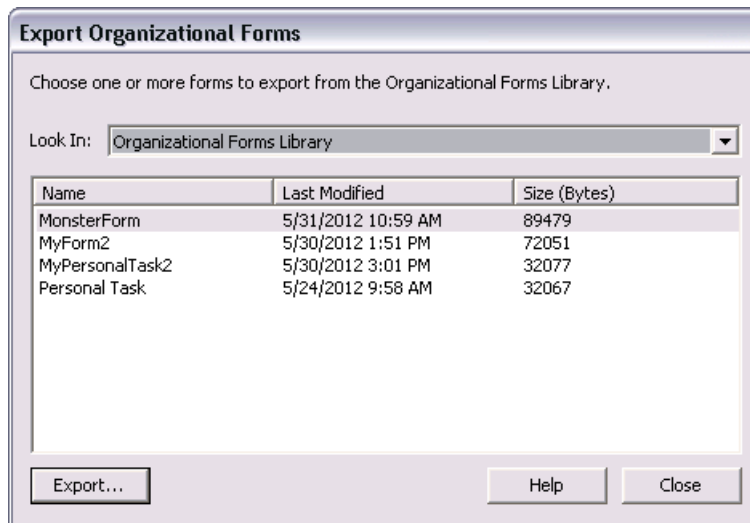 Export Organizational Forms
Choose one or more forms to export from the Organizational Forms Library.
Look In: Organizational Forms Library
Name Last Modified Size (Bytes)
MonsterForm 5/31/2012 10:59 AM 89479
MyForm2 5/30/2012 1:51 PM 72051
MyPersonalTask2 5/30/2012 3:01 PM 32077
Personal Task 5/24/2012 9:58 AM 32067
Export... Help Close